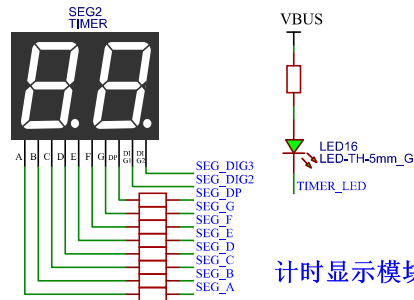 SEG2
TIMER
A B C D E F G DP DIG1 DIG2
SEG_DIG3
SEG_DIG2
SEG_DP
SEG_G
SEG_F
SEG_E
SEG_D
SEG_C
SEG_B
SEG_A
VBUS
LED16
LED-TH-5mm_G
TIMER_LED
计时显示模块